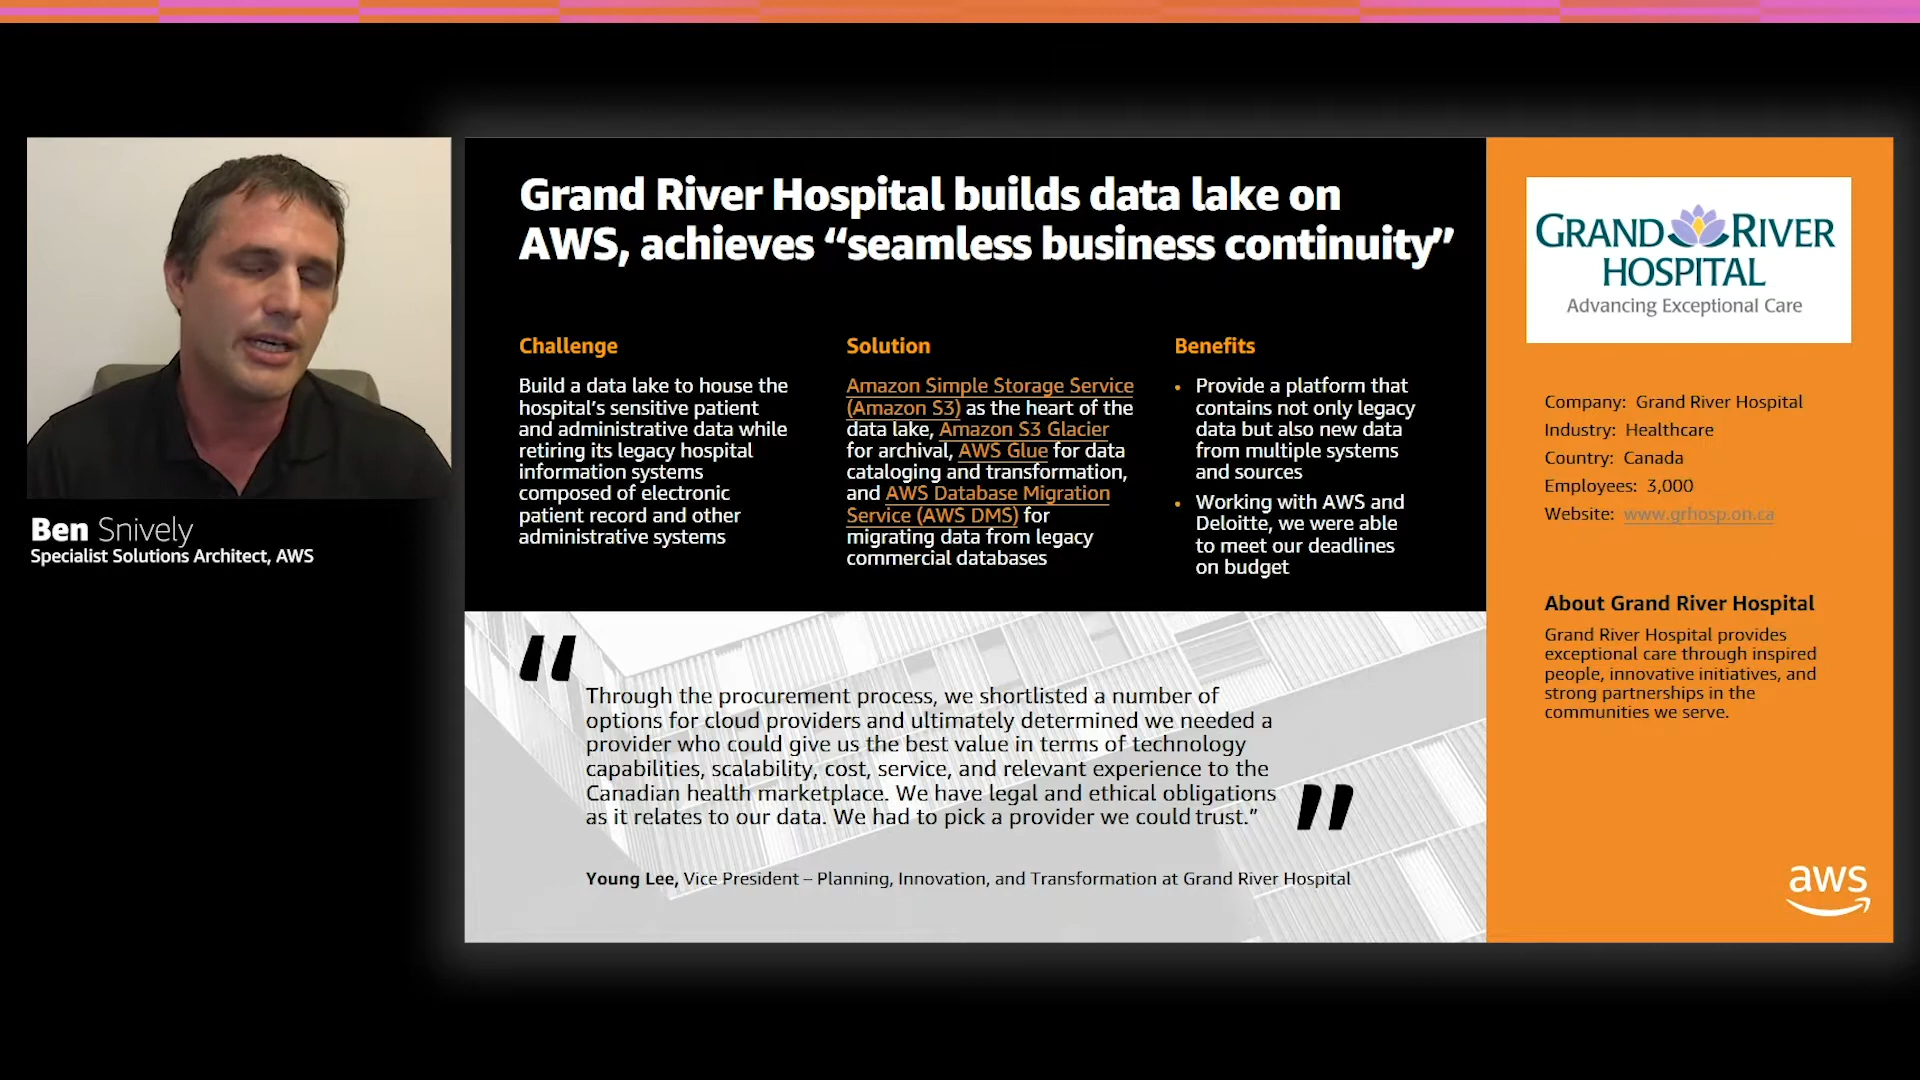 Ben Snively
Specialist Solutions Architect, AWS
Grand River Hospital builds data lake on
AWS, achieves “seamless business continuity”
Challenge
Build a data lake to house the
hospital’s sensitive patient
and administrative data while
retiring its legacy hospital
information systems
composed of electronic
patient record and other
administrative systems
Solution
Amazon Simple Storage Service
(Amazon S3) as the heart of the
data lake, Amazon S3 Glacier
for archival, AWS Glue for data
cataloging and transformation,
and AWS Database Migration
Service (AWS DMS) for
migrating data from legacy
commercial databases
Benefits
• Provide a platform that
contains not only legacy
data but also new data
from multiple systems
and sources
• Working with AWS and
Deloitte, we were able
to meet our deadlines
on budget
“
Through the procurement process, we shortlisted a number of
options for cloud providers and ultimately determined we needed a
provider who could give us the best value in terms of technology
capabilities, scalability, cost, service, and relevant experience to the
Canadian health marketplace. We have legal and ethical obligations
as it relates to our data. We had to pick a provider we could trust.”
”
Young Lee, Vice President – Planning, Innovation, and Transformation at Grand River Hospital
GRAND RIVER
HOSPITAL
Advancing Exceptional Care
Company: Grand River Hospital
Industry: Healthcare
Country: Canada
Employees: 3,000
Website: www.grhosp.on.ca
About Grand River Hospital
Grand River Hospital provides
exceptional care through inspired
people, innovative initiatives, and
strong partnerships in the
communities we serve.
aws